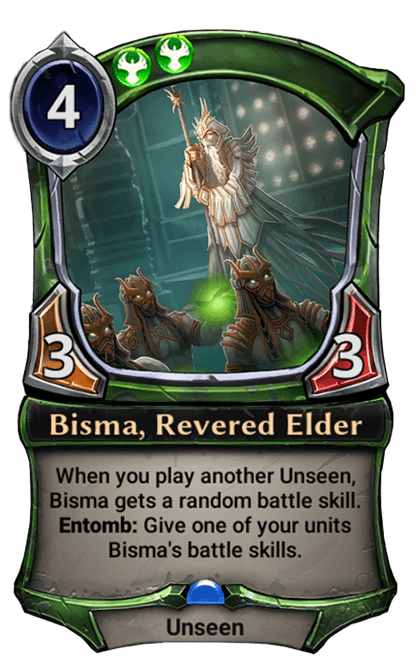 4
3
3
Bisma, Revered Elder
When you play another Unseen,
Bisma gets a random battle skill.
Entomb: Give one of your units
Bisma's battle skills.
Unseen